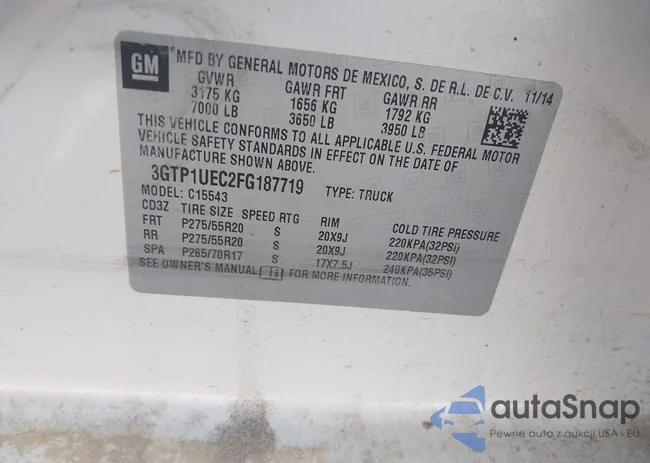 GM
MFD BY GENERAL MOTORS DE MEXICO, S. DE R.L. DE C.V. 11/14
GVWR GAWR FRT GAWR RR
3175 KG 1656 KG 1792 KG
7000 LB 3650 LB 3950 LB
THIS VEHICLE CONFORMS TO ALL APPLICABLE U.S. FEDERAL MOTOR
VEHICLE SAFETY STANDARDS IN EFFECT ON THE DATE OF
MANUFACTURE SHOWN ABOVE.
3GTP1UEC2FG187719 TYPE: TRUCK
MODEL: C15543
CD3Z TIRE SIZE SPEED RTG RIM COLD TIRE PRESSURE
FRT P275/55R20 S 20X9J 220KPA(32PSI)
RR P275/55R20 S 20X9J 220KPA(32PSI)
SPA P265/70R17 S 17X7.5J 240KPA(35PSI)
SEE OWNER'S MANUAL i FOR MORE INFORMATION.
autoSnap
Pewne auta z aukcji USA i EU